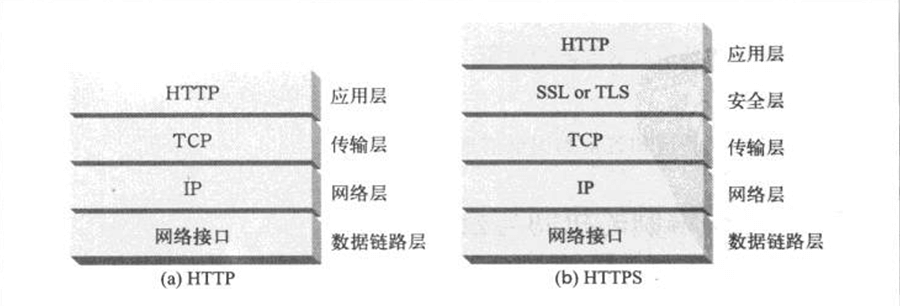 HTTP 应用层
TCP 传输层
IP 网络层
网络接口 数据链路层
(a) HTTP
HTTP 应用层
SSL or TLS 安全层
TCP 传输层
IP 网络层
网络接口 数据链路层
(b) HTTPS